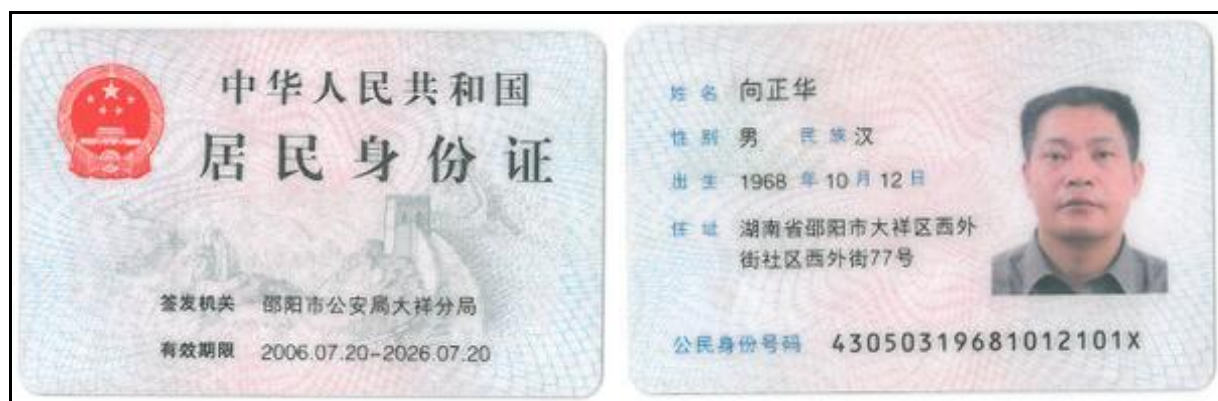 中华人民共和国
居民身份证
签发机关 邵阳市公安局大祥分局
有效期限 2006.07.20-2026.07.20
姓名 向正华
性别 男 民族 汉
出生 1968 年 10 月 12 日
住址 湖南省邵阳市大祥区西外
街社区西外街77号
公民身份号码 43050319681012101X